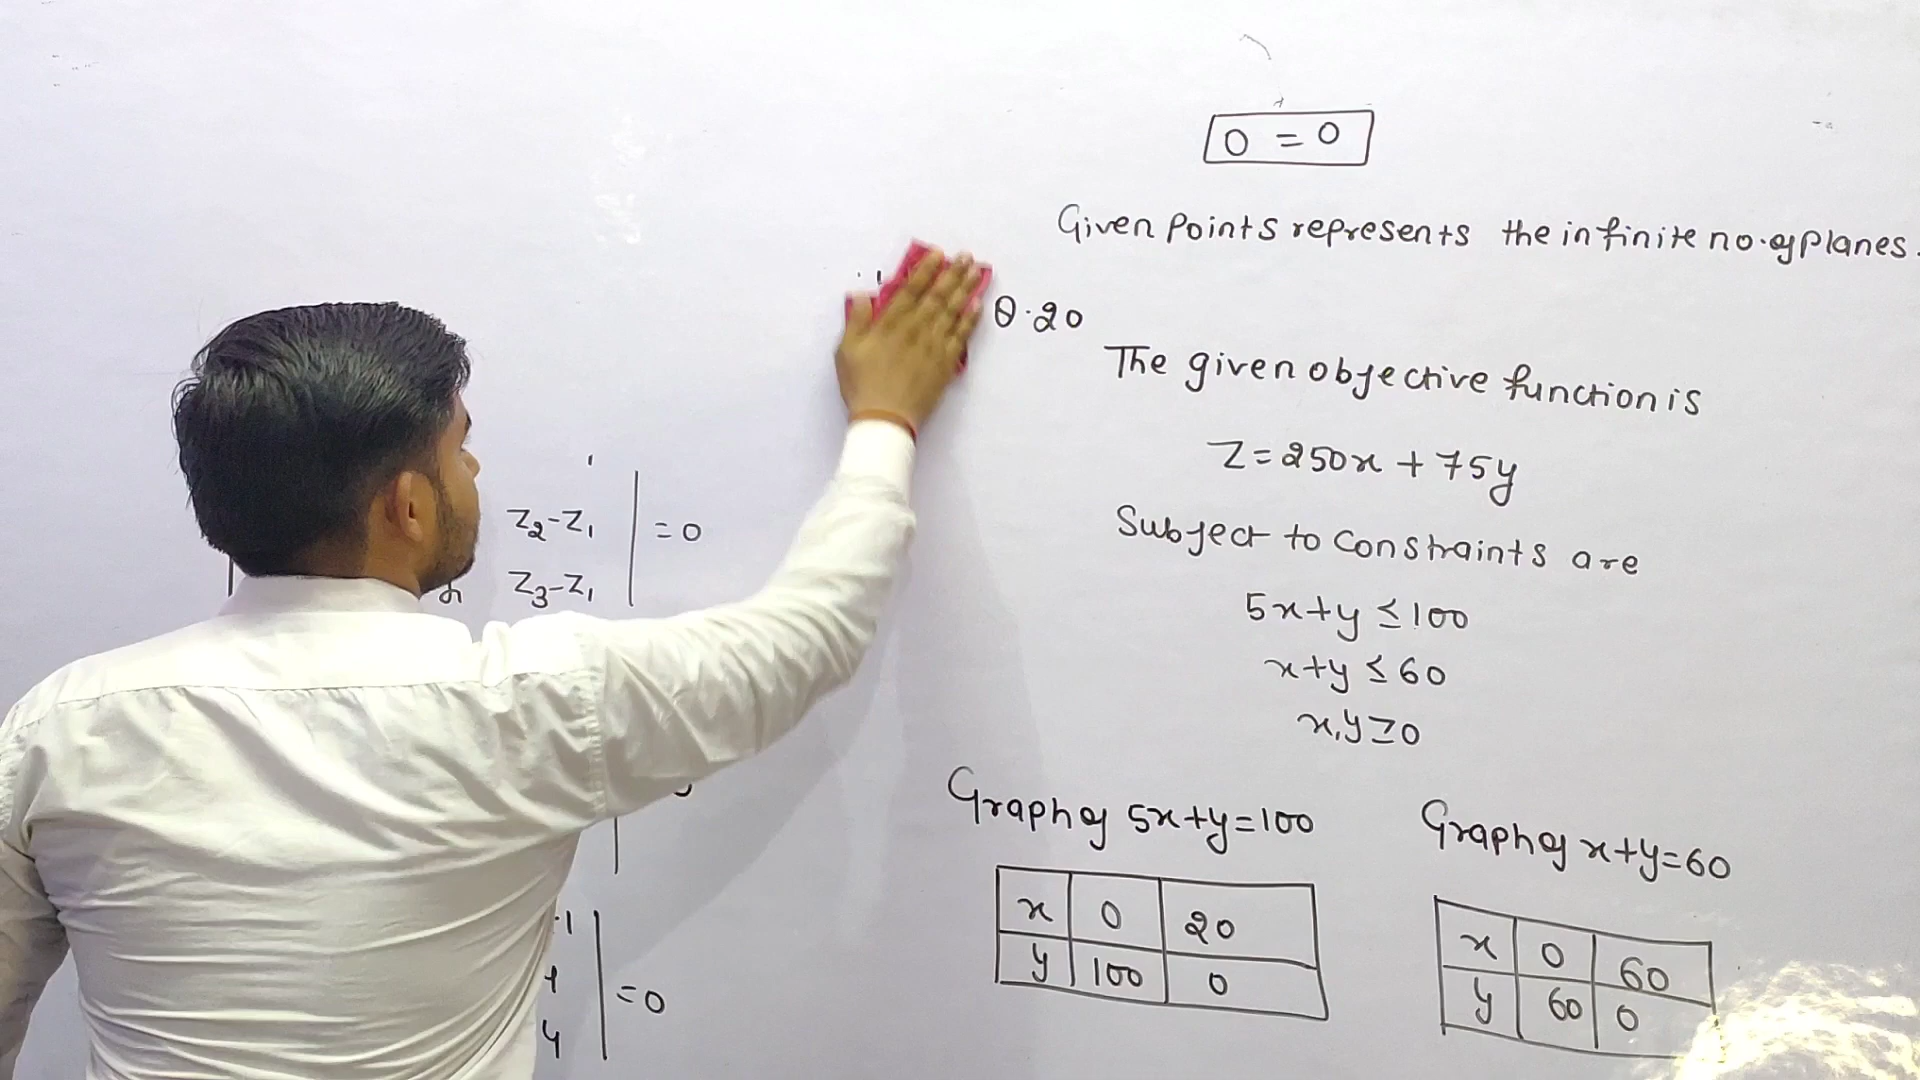 0 = 0
Given Points represents the infinite no. of Planes.
Q.20
The given objective function is
Z=250x+75y
Subject to constraints are
5x+y≤100
x+y≤60
x,y≥0
Z₂-Z₁ =0
Z₃-Z₁
Graph of 5x+y=100
x 0 20
y 100 0
Graph of x+y=60
x 0 60
y 60 0
-1
=0
4